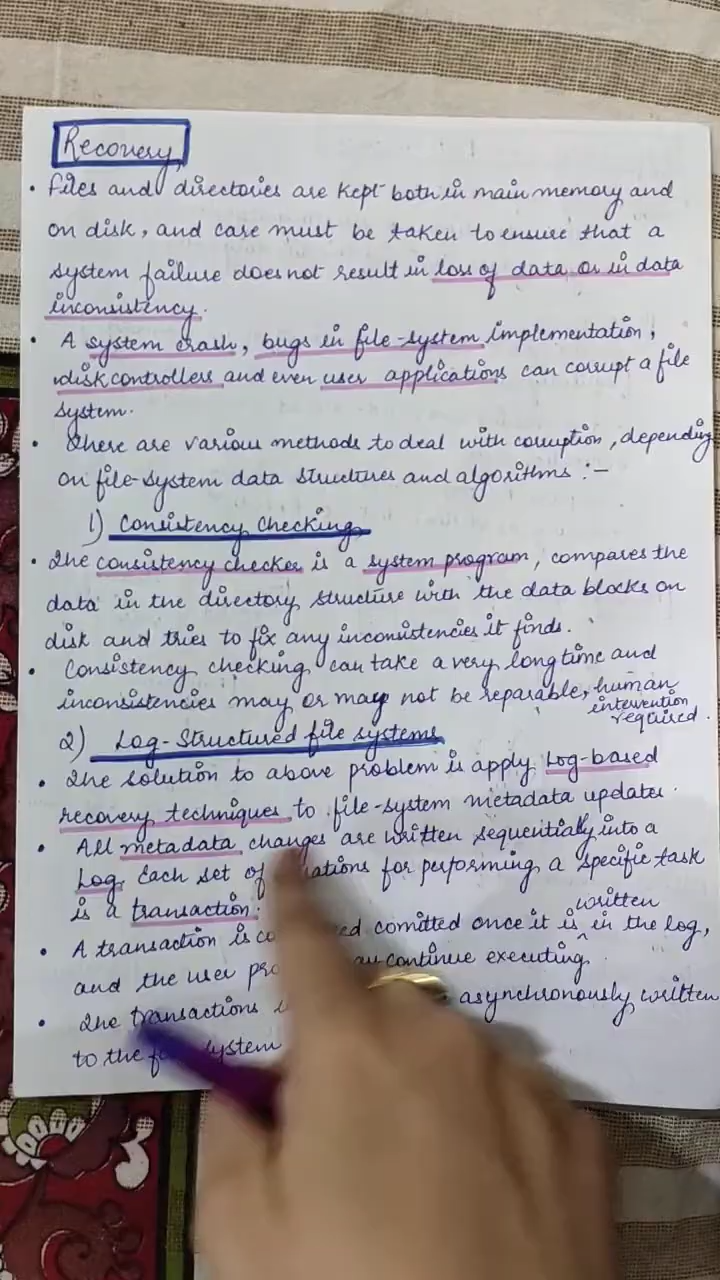 Recovery
• Files and directories are kept both in main memory and
on disk, and care must be taken to ensure that a
system failure does not result in loss of data or in data
inconsistency.
• A system crash, bugs in file-system implementation,
disk controllers and even user applications can corrupt a file
system.
• There are various methods to deal with corruption, depending
on file-system data structures and algorithms :-
1) Consistency Checking
• The consistency checker is a system program, compares the
data in the directory structure with the data blocks on
disk and tries to fix any inconsistencies it finds.
• Consistency checking can take a very long time and
inconsistencies may or may not be reparable, human
intervention
required.
2) Log-Structured file systems
• The solution to above problem is apply Log-based
recovery techniques to file-system metadata updates.
• All metadata changes are written sequentially into a
Log. Each set of for performing a specific task
is a transaction.
written
• A transaction is comitted once it is ^ in the log,
and the user continue executing.
• The transactions asynchronously written
to the system